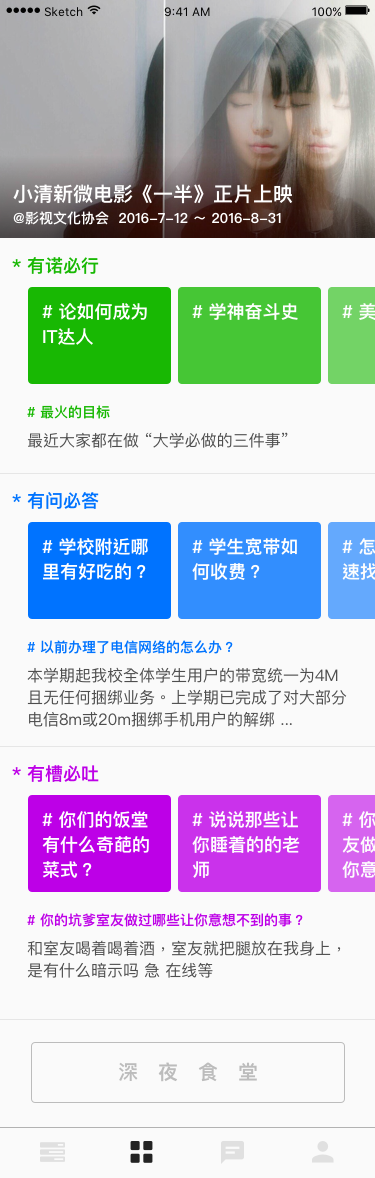 Sketch 9:41 AM 100%
小清新微电影《一半》正片上映
@影视文化协会 2016-7-12 ～ 2016-8-31
* 有诺必行
# 论如何成为
IT达人
# 学神奋斗史
# 美
# 最火的目标
最近大家都在做 “大学必做的三件事”
* 有问必答
# 学校附近哪
里有好吃的？
# 学生宽带如
何收费？
# 怎
速找
# 以前办理了电信网络的怎么办？
本学期起我校全体学生用户的带宽统一为4M
且无任何捆绑业务。上学期已完成了对大部分
电信8m或20m捆绑手机用户的解绑 ...
* 有槽必吐
# 你们的饭堂
有什么奇葩的
菜式？
# 说说那些让
你睡着的的老
师
# 你
友做
你意
# 你的坑爹室友做过哪些让你意想不到的事？
和室友喝着喝着酒，室友就把腿放在我身上，
是有什么暗示吗 急 在线等
深 夜 食 堂